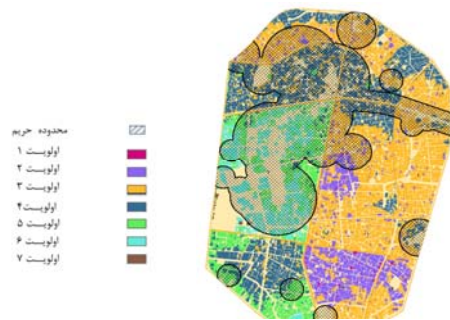 محدوده حریم
اولویت ۱
اولویت ۲
اولویت ۳
اولویت ۴
اولویت ۵
اولویت ۶
اولویت ۷